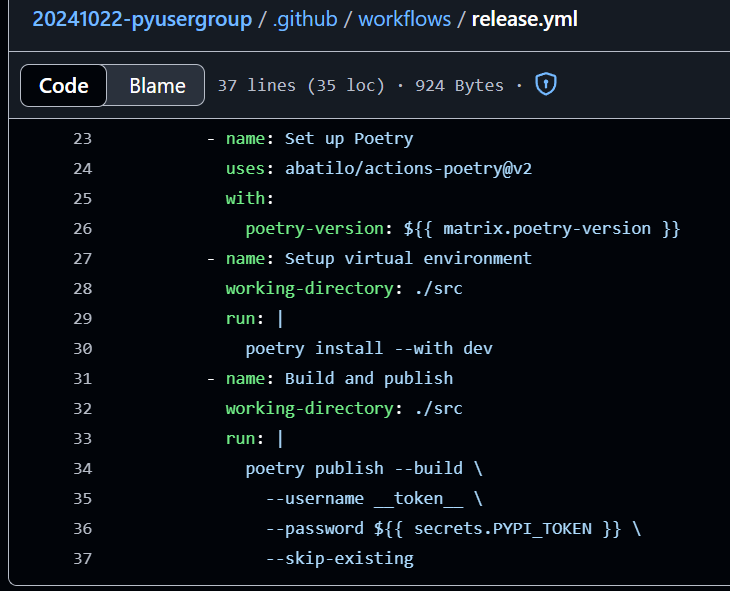 20241022-pyusergroup / .github / workflows / release.yml
Code Blame 37 lines (35 loc) · 924 Bytes ·
23 - name: Set up Poetry
24 uses: abatilo/actions-poetry@v2
25 with:
26 poetry-version: ${{ matrix.poetry-version }}
27 - name: Setup virtual environment
28 working-directory: ./src
29 run: |
30 poetry install --with dev
31 - name: Build and publish
32 working-directory: ./src
33 run: |
34 poetry publish --build \
35 --username __token__ \
36 --password ${{ secrets.PYPI_TOKEN }} \
37 --skip-existing